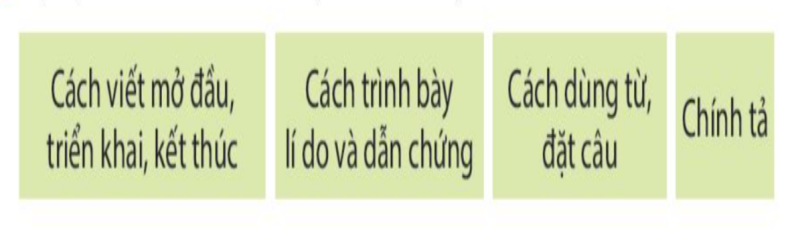 Cách viết mở đầu,
triển khai, kết thúc
Cách trình bày
lí do và dẫn chứng
Cách dùng từ,
đặt câu
Chính tả